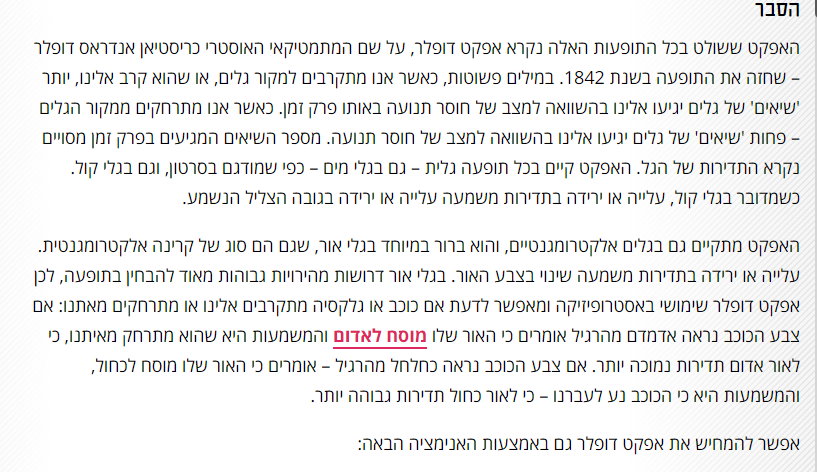 הסבר
האפקט ששולט בכל התופעות האלה נקרא אפקט דופלר, על שם המתמטיקאי האוסטרי כריסטיאן אנדראס דופלר
– שחזה את התופעה בשנת 1842. במילים פשוטות, כאשר אנו מתקרבים למקור גלים, או שהוא קרב אלינו, יותר
'שיאים' של גלים יגיעו אלינו בהשוואה למצב של חוסר תנועה באותו פרק זמן. כאשר אנו מתרחקים ממקור הגלים
– פחות 'שיאים' של גלים יגיעו אלינו בהשוואה למצב של חוסר תנועה. מספר השיאים המגיעים בפרק זמן מסויים
נקרא התדירות של הגל. האפקט קיים בכל תופעה גלית – גם בגלי מים – כפי שמודגם בסרטון, וגם בגלי קול.
כשמדובר בגלי קול, עלייה או ירידה בתדירות משמעה עלייה או ירידה בגובה הצליל הנשמע.
האפקט מתקיים גם בגלים אלקטרומגנטיים, והוא ברור במיוחד בגלי אור, שגם הם סוג של קרינה אלקטרומגנטית.
עלייה או ירידה בתדירות משמעה שינוי בצבע האור. בגלי אור דרושות מהירויות גבוהות מאוד להבחין בתופעה, לכן
אפקט דופלר שימושי באסטרופיזיקה ומאפשר לדעת אם כוכב או גלקסיה מתקרבים אלינו או מתרחקים מאתנו: אם
צבע הכוכב נראה אדמדם מהרגיל אומרים כי האור שלו מוסח לאדום והמשמעות היא שהוא מתרחק מאיתנו, כי
לאור אדום תדירות נמוכה יותר. אם צבע הכוכב נראה כחלחל מהרגיל – אומרים כי האור שלו מוסח לכחול,
והמשמעות היא כי הכוכב נע לעברנו – כי לאור כחול תדירות גבוהה יותר.
אפשר להמחיש את אפקט דופלר גם באמצעות האנימציה הבאה: